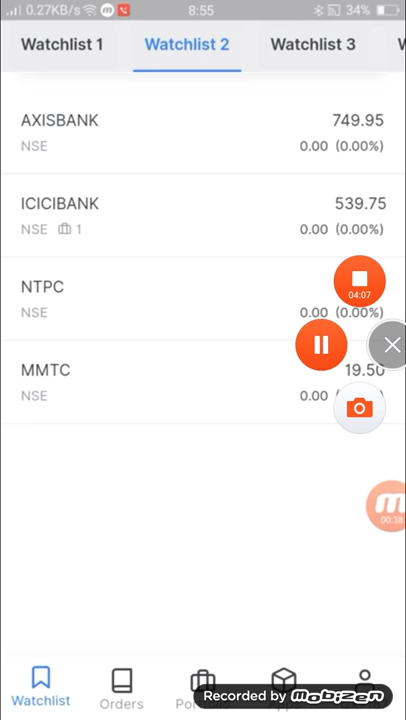 0.27KB/s 8:55 34%
Watchlist 1 Watchlist 2 Watchlist 3
AXISBANK 749.95
NSE 0.00 (0.00%)
ICICIBANK 539.75
NSE 1 0.00 (0.00%)
NTPC
NSE 0.00 (0.00%)
04:07
MMTC 19.50
NSE 0.00
00:38
Watchlist Orders
Recorded by mobizen